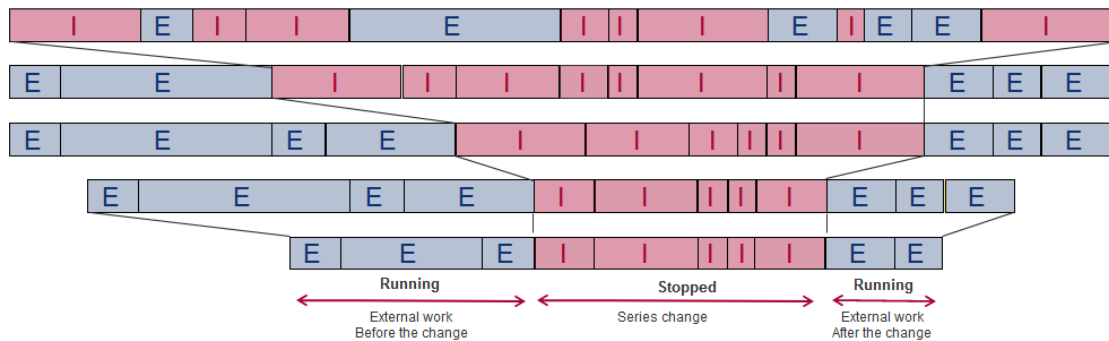 I E I I E I I I E I E E I
E E I I I I I I I I E E E
E E E E I I I I I I E E E
E E E E I I I I I E E E
E E E I I I I I E E
Running Stopped Running
External work Series change External work
Before the change After the change